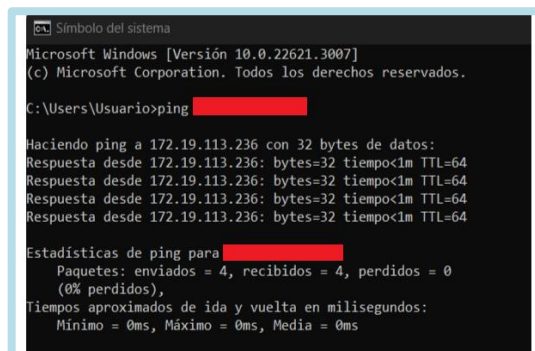 Símbolo del sistema
Microsoft Windows [Versión 10.0.22621.3007]
(c) Microsoft Corporation. Todos los derechos reservados.
C:\Users\Usuario>ping
Haciendo ping a 172.19.113.236 con 32 bytes de datos:
Respuesta desde 172.19.113.236: bytes=32 tiempo<1m TTL=64
Respuesta desde 172.19.113.236: bytes=32 tiempo<1m TTL=64
Respuesta desde 172.19.113.236: bytes=32 tiempo<1m TTL=64
Respuesta desde 172.19.113.236: bytes=32 tiempo<1m TTL=64
Estadísticas de ping para
Paquetes: enviados = 4, recibidos = 4, perdidos = 0
(0% perdidos),
Tiempos aproximados de ida y vuelta en milisegundos:
Mínimo = 0ms, Máximo = 0ms, Media = 0ms